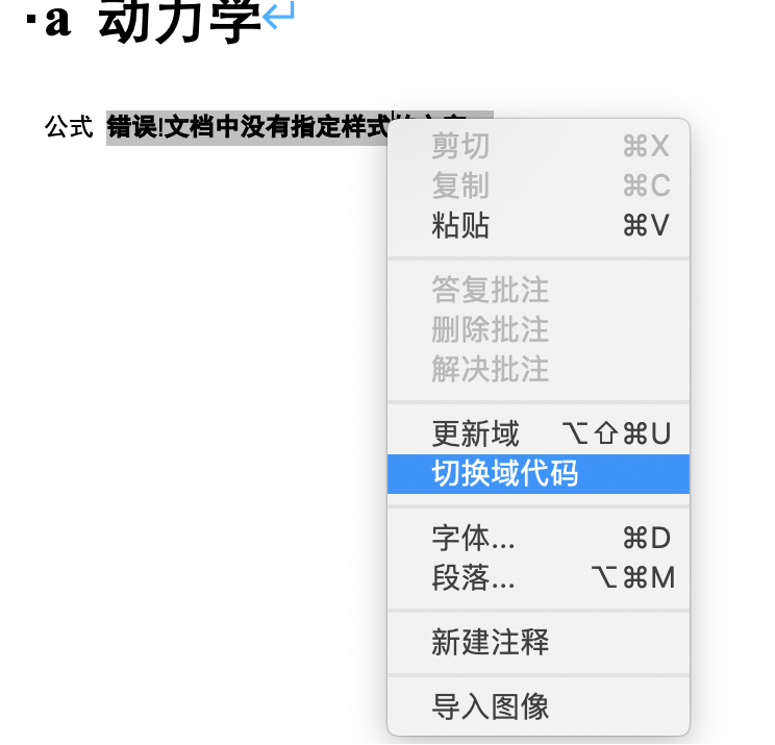 ▪a 动力学↵
公式 错误!文档中没有指定样式
剪切 ⌘X
复制 ⌘C
粘贴 ⌘V
答复批注
删除批注
解决批注
更新域 ⌥⇧⌘U
切换域代码
字体... ⌘D
段落... ⌥⌘M
新建注释
导入图像